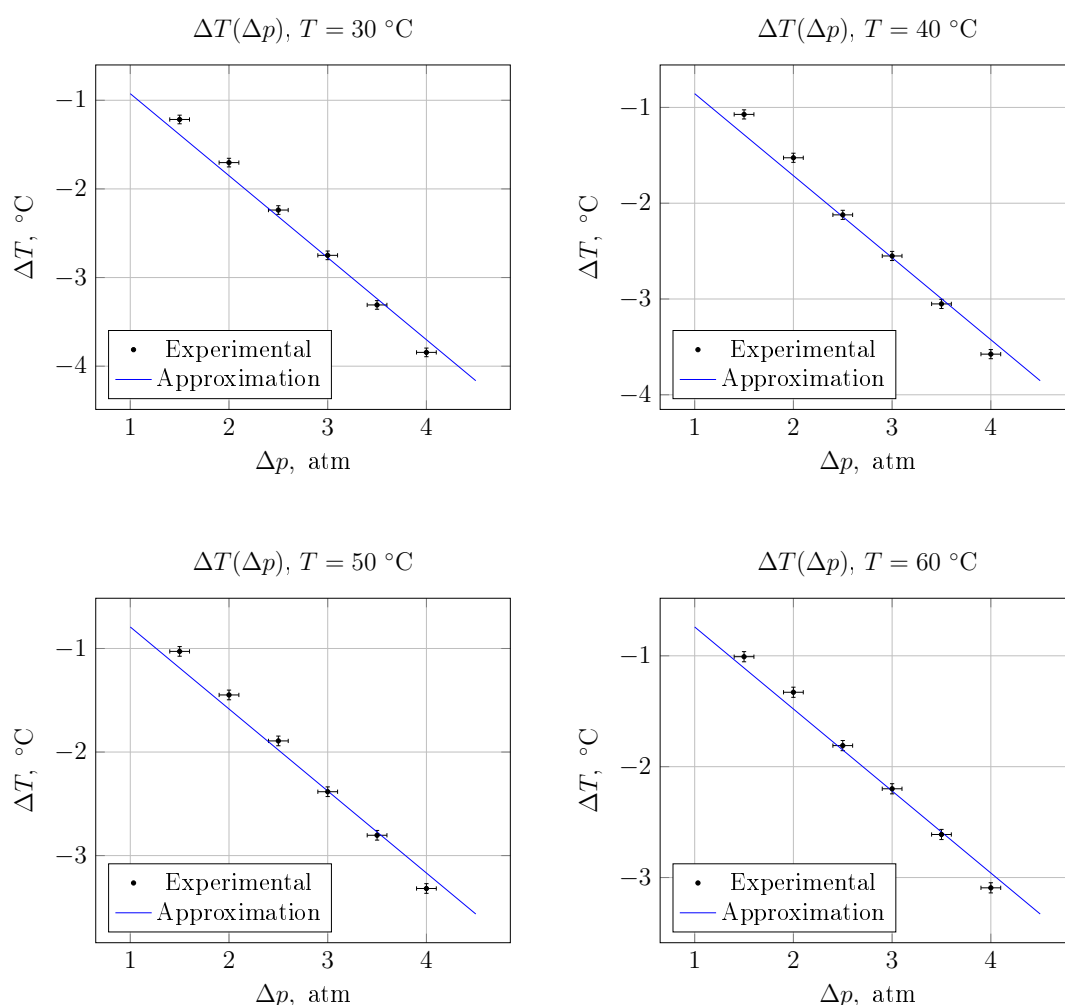 ΔT(Δp), T = 30 °C
−1
−2
−3
−4
ΔT, °C
Experimental
Approximation
1 2 3 4
Δp, atm
ΔT(Δp), T = 40 °C
−1
−2
−3
−4
ΔT, °C
Experimental
Approximation
1 2 3 4
Δp, atm
ΔT(Δp), T = 50 °C
−1
−2
−3
ΔT, °C
Experimental
Approximation
1 2 3 4
Δp, atm
ΔT(Δp), T = 60 °C
−1
−2
−3
ΔT, °C
Experimental
Approximation
1 2 3 4
Δp, atm